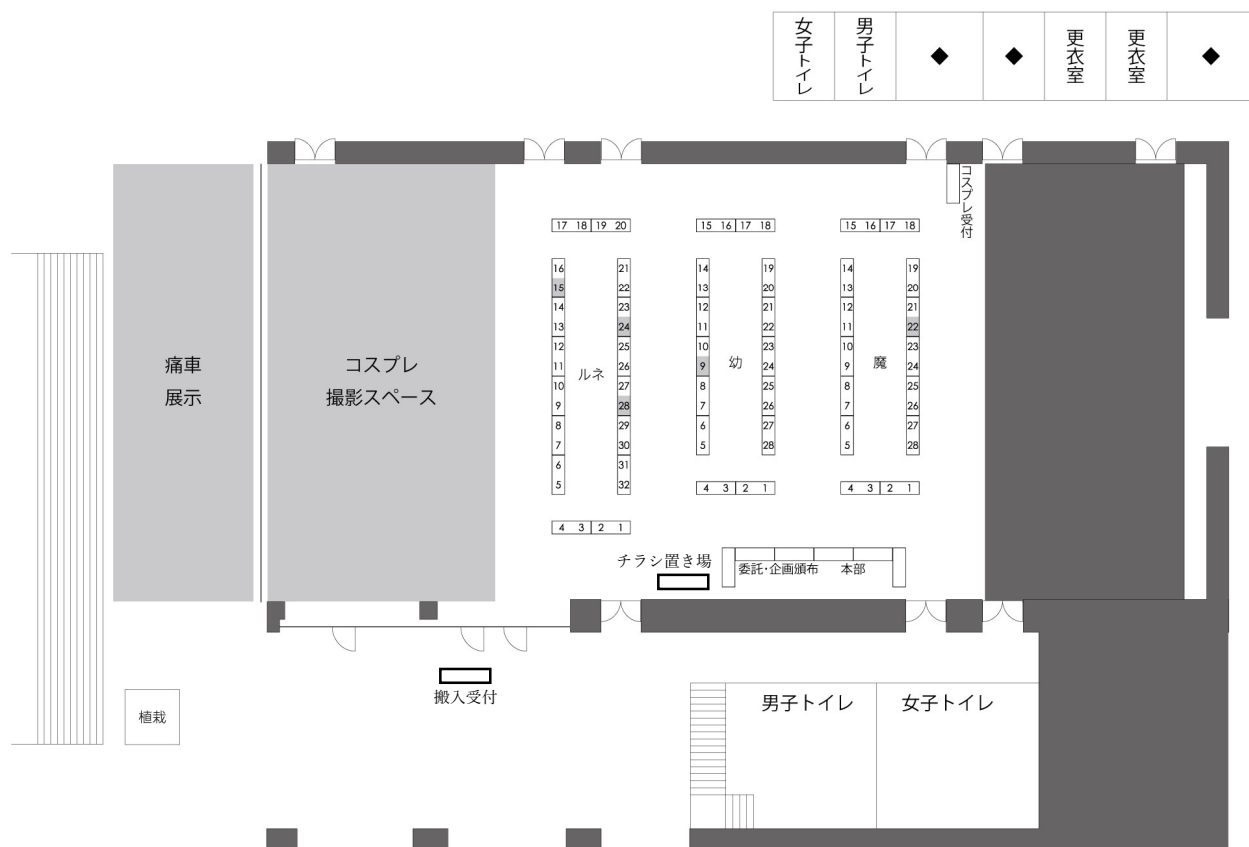 女子トイレ
男子トイレ
◆
◆
更衣室
更衣室
◆
コスプレ受付
17 18 19 20
15 16 17 18
15 16 17 18
16 21 14 19 14 19
15 22 13 20 13 20
14 23 12 21 12 21
13 24 11 22 11 22
12 25 10 23 10 23
11 26 9 24 9 24
10 27 8 25 8 25
9 28 7 26 7 26
8 29 6 27 6 27
7 30 5 28 5 28
6 31
5 32
痛車
展示
コスプレ
撮影スペース
ルネ
幼
魔
4 3 2 1
4 3 2 1
4 3 2 1
チラシ置き場
委託・企画頒布
本部
搬入受付
植栽
男子トイレ
女子トイレ